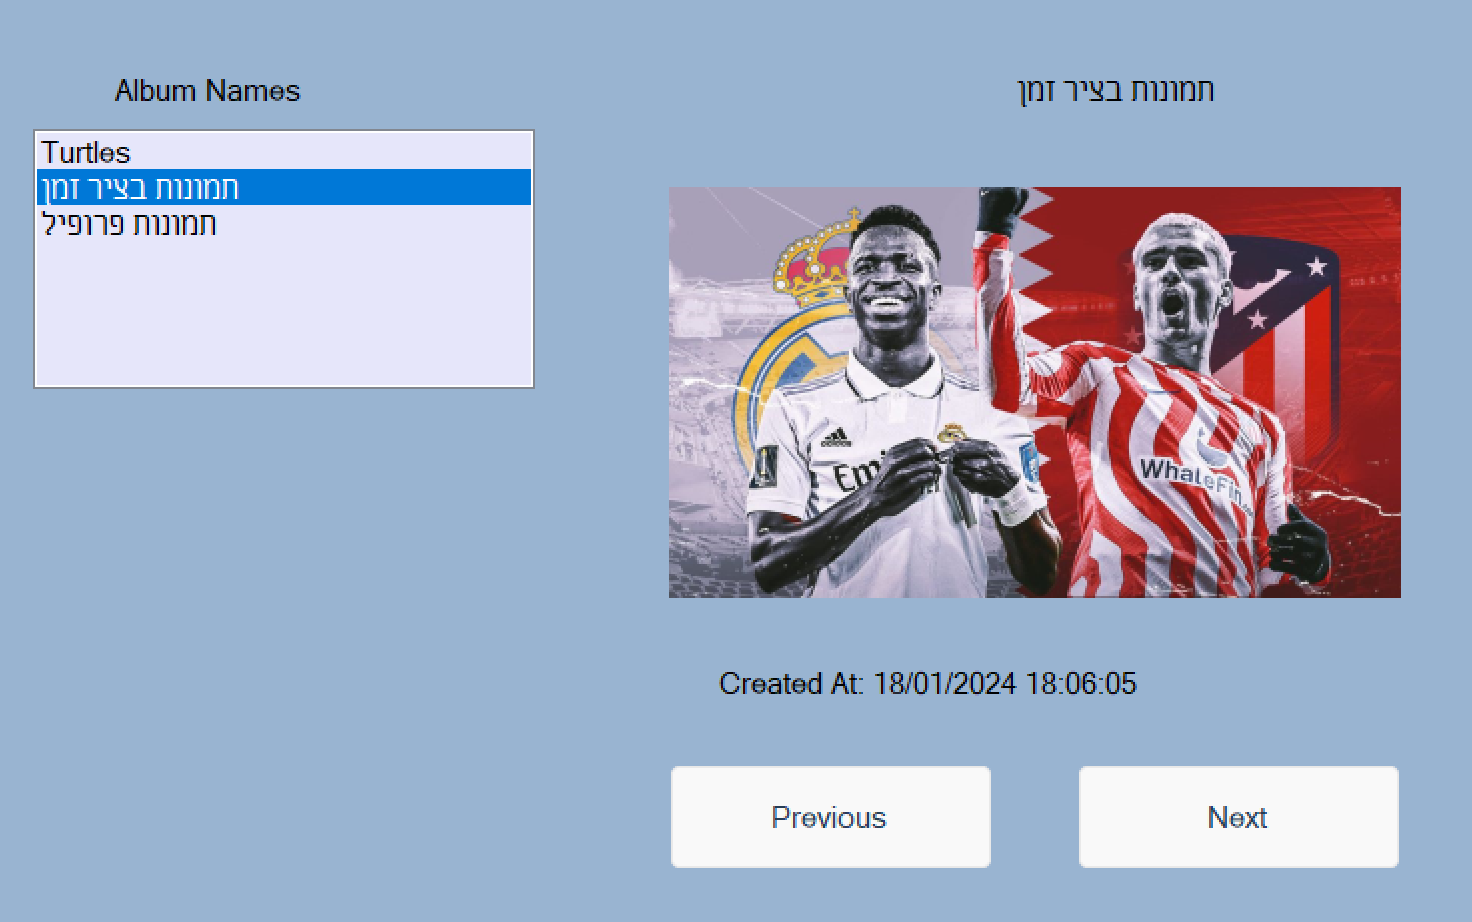 Album Names
Turtles
תמונות בציר זמן
תמונות פרופיל
תמונות בציר זמן
WhaleFin
Created At: 18/01/2024 18:06:05
Previous
Next